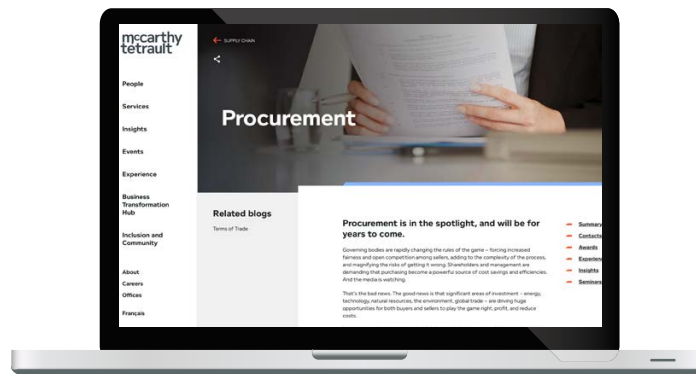 mccarthy
tetrault
People
Services
Insights
Events
Experience
Business
Transformation
Hub
Inclusion and
Community
About
Careers
Offices
Français
SUPPLY CHAIN
Procurement
Related blogs
Terms of Trade
Procurement is in the spotlight, and will be for
years to come.
Governing bodies are rapidly changing the rules of the game – forcing increased
fairness and open competition among sellers, adding to the complexity of the process,
and magnifying the risks of getting it wrong. Shareholders and management are
demanding that purchasing become a powerful source of cost savings and efficiencies.
And the media is watching.
That's the bad news. The good news is that significant areas of investment – energy,
technology, natural resources, the environment, global trade – are driving huge
opportunities for both buyers and sellers to play the game right, profit, and reduce
costs.
Summary
Contacts
Awards
Experien
Insights
Seminars